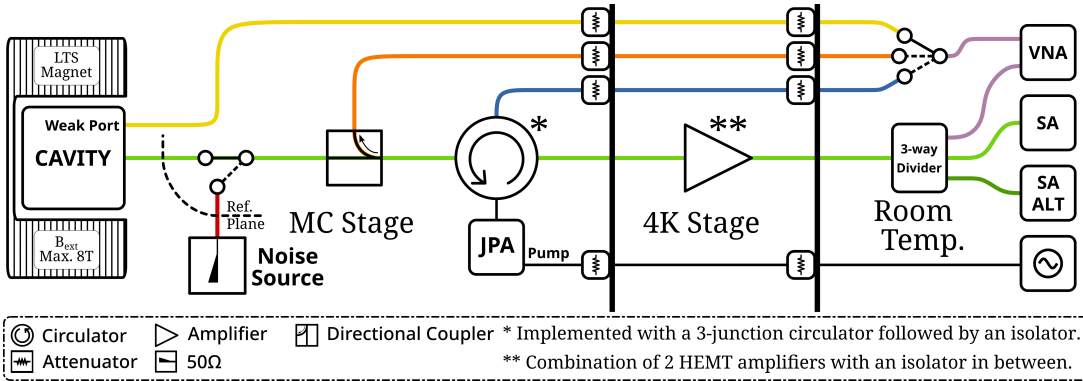 LTS
Magnet
Weak Port
CAVITY
B_ext
Max. 8T
Ref.
Plane
Noise
Source
MC Stage
*
JPA
Pump
**
4K Stage
3-way
Divider
Room
Temp.
VNA
SA
SA
ALT
Circulator
Amplifier
Directional Coupler
* Implemented with a 3-junction circulator followed by an isolator.
Attenuator
50Ω
** Combination of 2 HEMT amplifiers with an isolator in between.